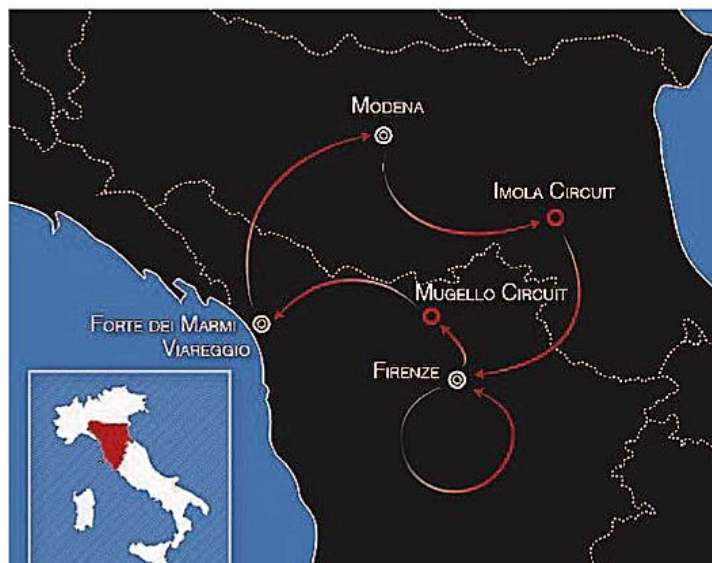 MODENA
IMOLA CIRCUIT
MUGELLO CIRCUIT
FORTE DEI MARMI
VIAREGGIO
FIRENZE